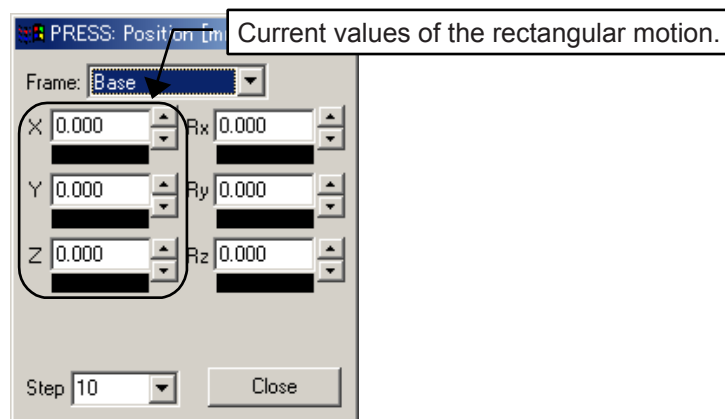 PRESS: Position [m
Current values of the rectangular motion.
Frame: Base
X 0.000 Rx 0.000
Y 0.000 Ry 0.000
Z 0.000 Rz 0.000
Step 10 Close